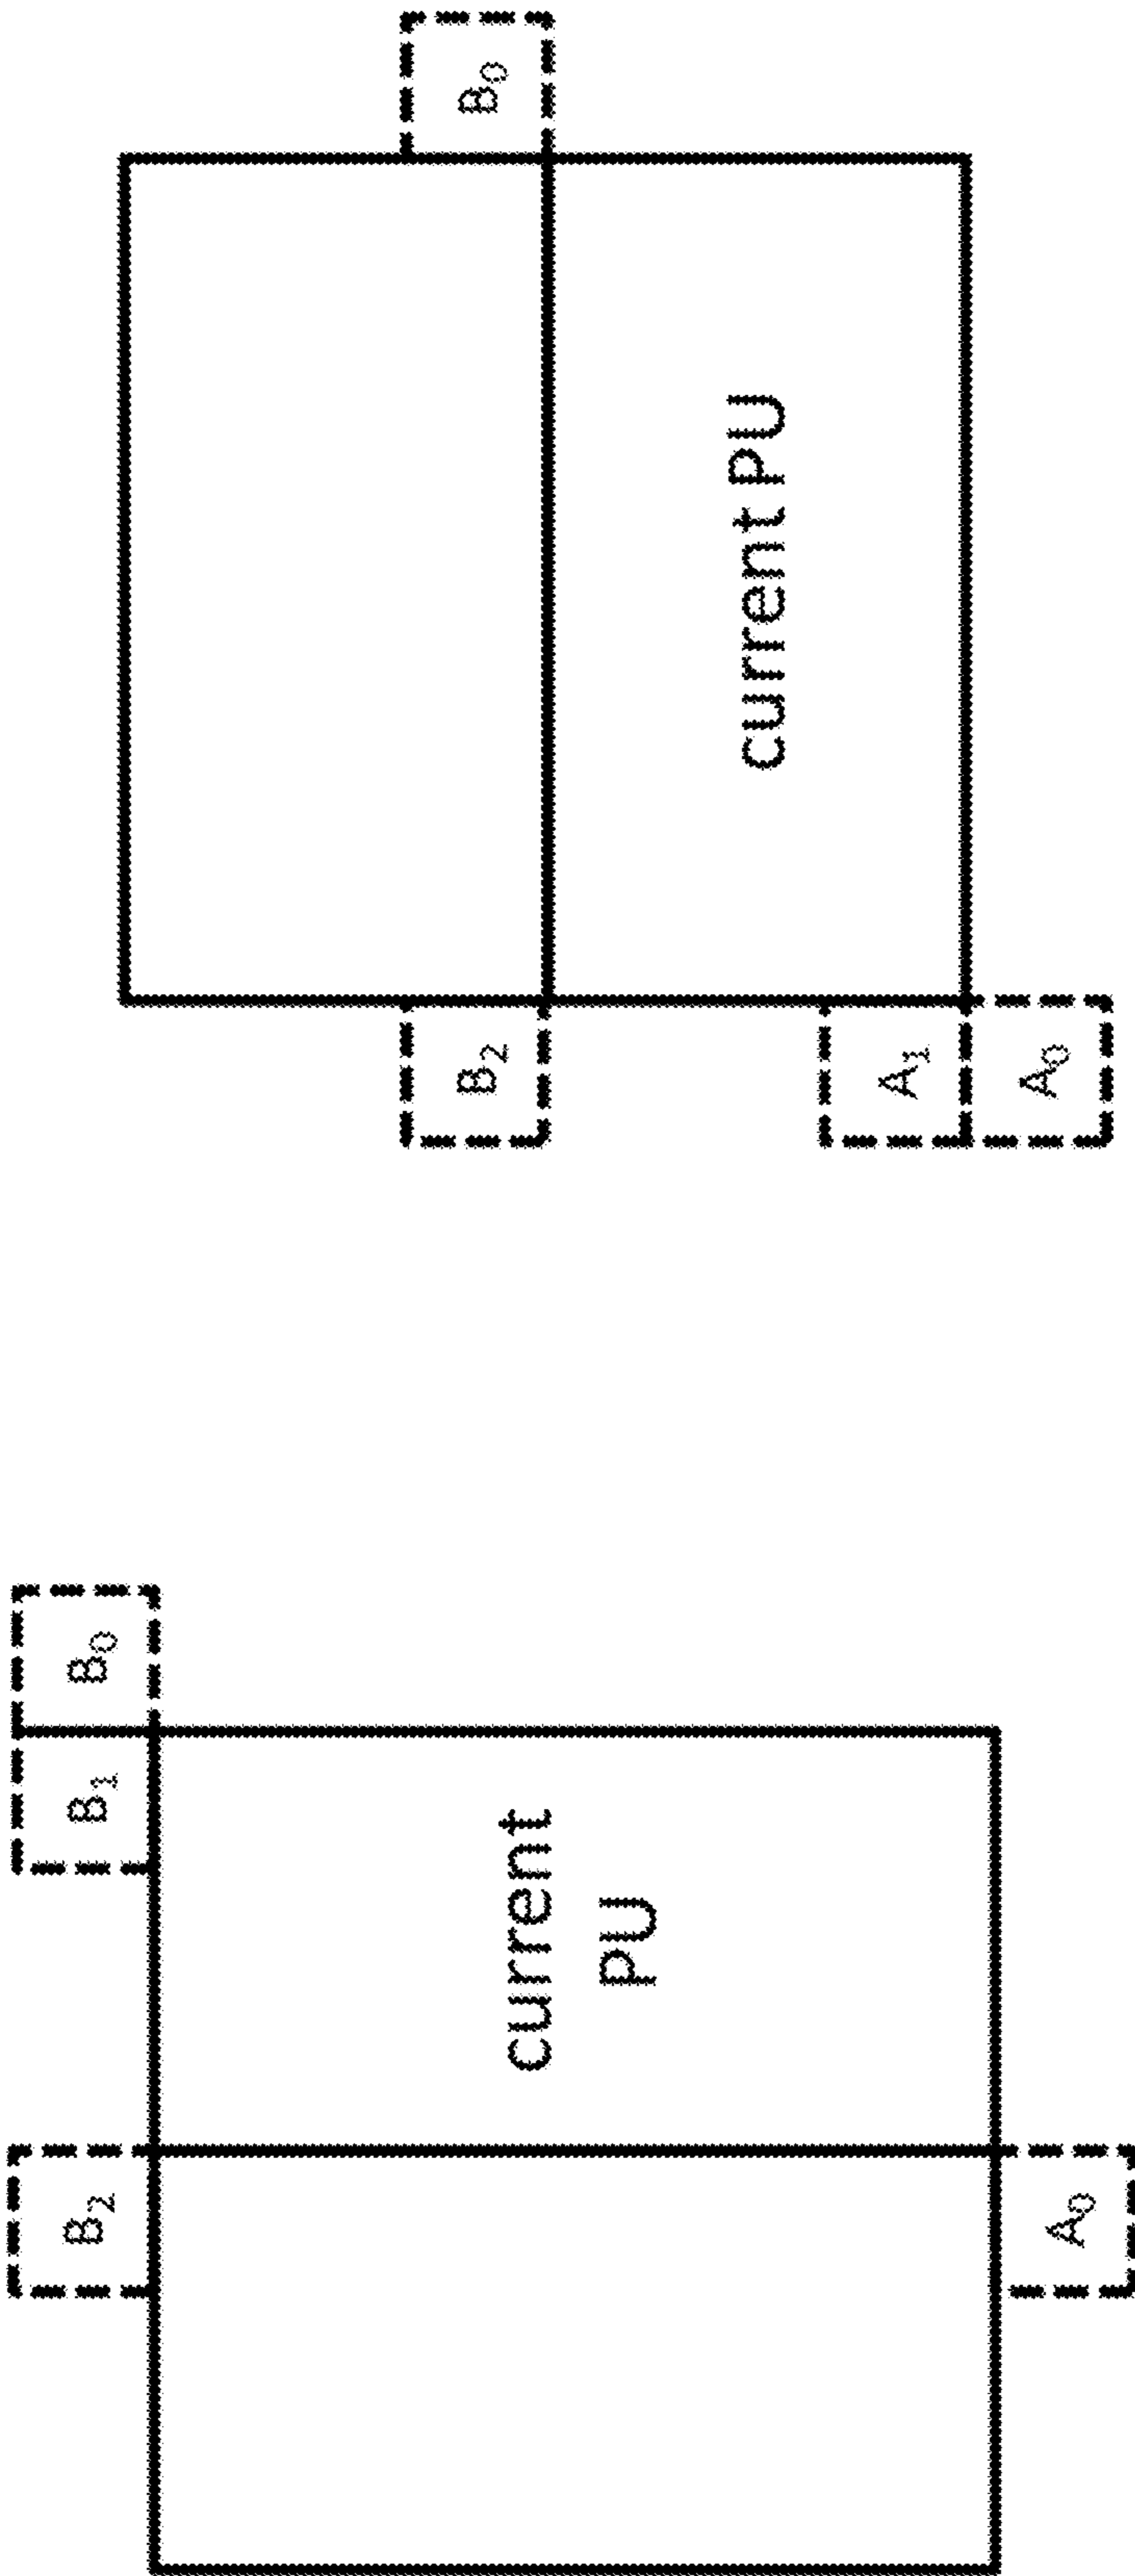 B₂
B₁
B₀
current
PU
A₀
B₂
B₀
current PU
A₁
A₀